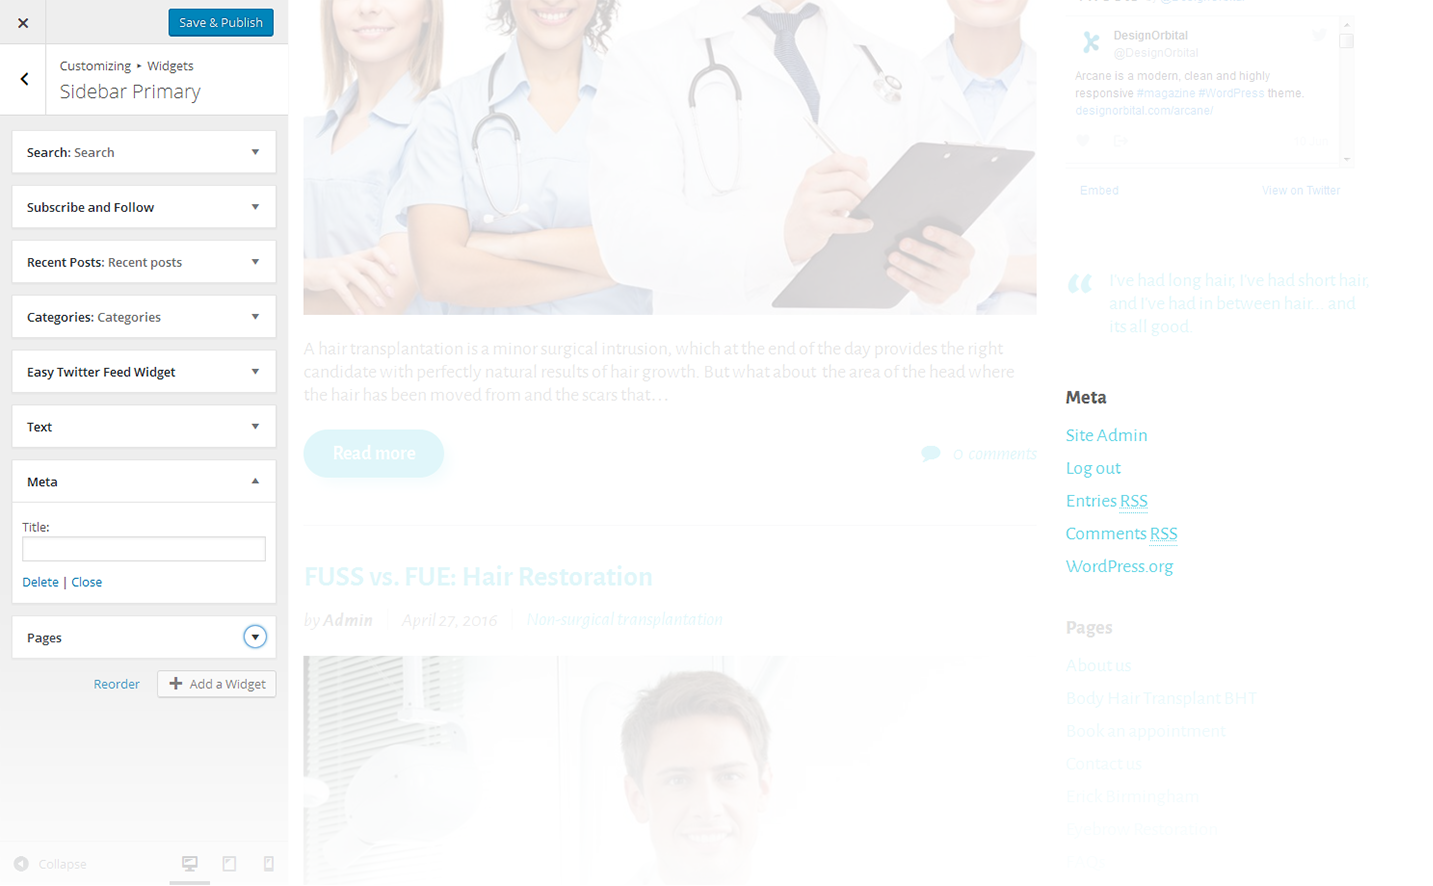 Save & Publish
Customizing ▸ Widgets
Sidebar Primary
Search: Search
Subscribe and Follow
Recent Posts: Recent posts
Categories: Categories
Easy Twitter Feed Widget
Text
Meta
Title:
Delete | Close
Pages
Reorder
Add a Widget
Collapse
A hair transplantation is a minor surgical intrusion, which at the end of the day provides the right
candidate with perfectly natural results of hair growth. But what about the area of the head where
the hair has been moved from and the scars that…
Read more
0 comments
FUSS vs. FUE: Hair Restoration
by Admin
April 27, 2016
Non-surgical transplantation
DesignOrbital
@DesignOrbital
Arcane is a modern, clean and highly
responsive #magazine #WordPress theme.
designorbital.com/arcane/
Embed
View on Twitter
“ I've had long hair, I've had short hair,
and I've had in between hair... and
its all good.
Meta
Site Admin
Log out
Entries RSS
Comments RSS
WordPress.org
Pages
About us
Body Hair Transplant BHT
Book an appointment
Contact us